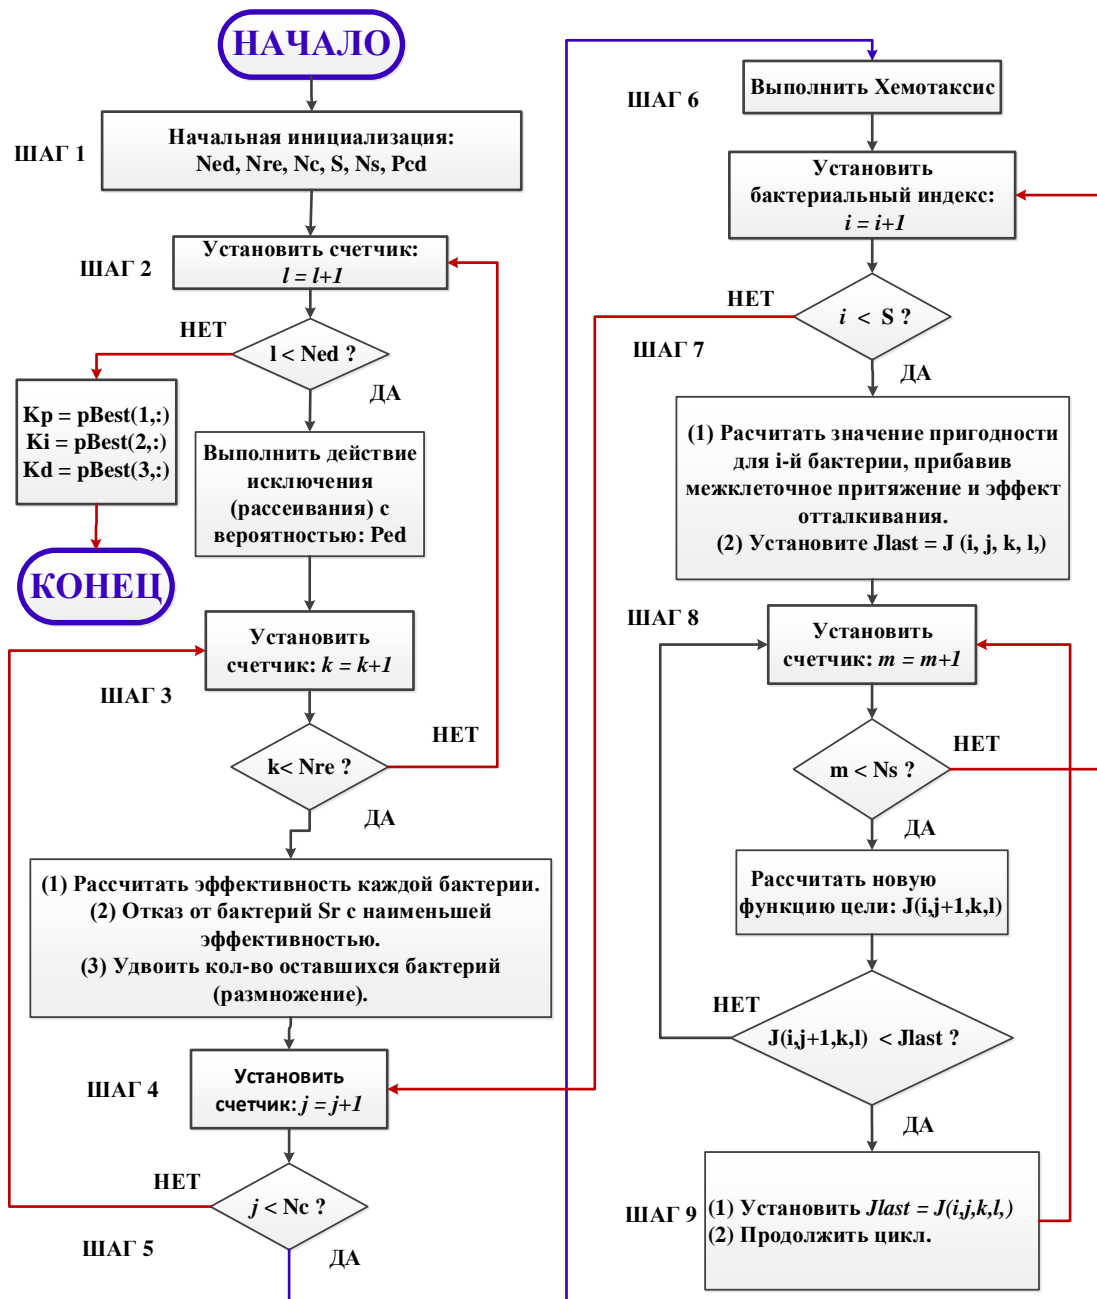 НАЧАЛО
ШАГ 1
Начальная инициализация:
Ned, Nre, Nc, S, Ns, Pcd
ШАГ 2
Установить счетчик:
l = l+1
НЕТ
l < Ned ?
ДА
Kp = pBest(1,:)
Ki = pBest(2,:)
Kd = pBest(3,:)
КОНЕЦ
Выполнить действие
исключения
(рассеивания) с
вероятностью: Ped
Установить
счетчик: k = k+1
ШАГ 3
НЕТ
k< Nre ?
ДА
(1) Рассчитать эффективность каждой бактерии.
(2) Отказ от бактерий Sr с наименьшей
эффективностью.
(3) Удвоить кол-во оставшихся бактерий
(размножение).
ШАГ 4
Установить
счетчик: j = j+1
НЕТ
j < Nc ?
ШАГ 5
ДА
ШАГ 6
Выполнить Хемотаксис
Установить
бактериальный индекс:
i = i+1
НЕТ
i < S ?
ШАГ 7
ДА
(1) Расчитать значение пригодности
для i-й бактерии, прибавив
межклеточное притяжение и эффект
отталкивания.
(2) Установите Jlast = J (i, j, k, l,)
ШАГ 8
Установить
счетчик: m = m+1
НЕТ
m < Ns ?
ДА
Рассчитать новую
функцию цели: J(i,j+1,k,l)
НЕТ
J(i,j+1,k,l) < Jlast ?
ДА
ШАГ 9
(1) Установить Jlast = J(i,j,k,l,)
(2) Продолжить цикл.